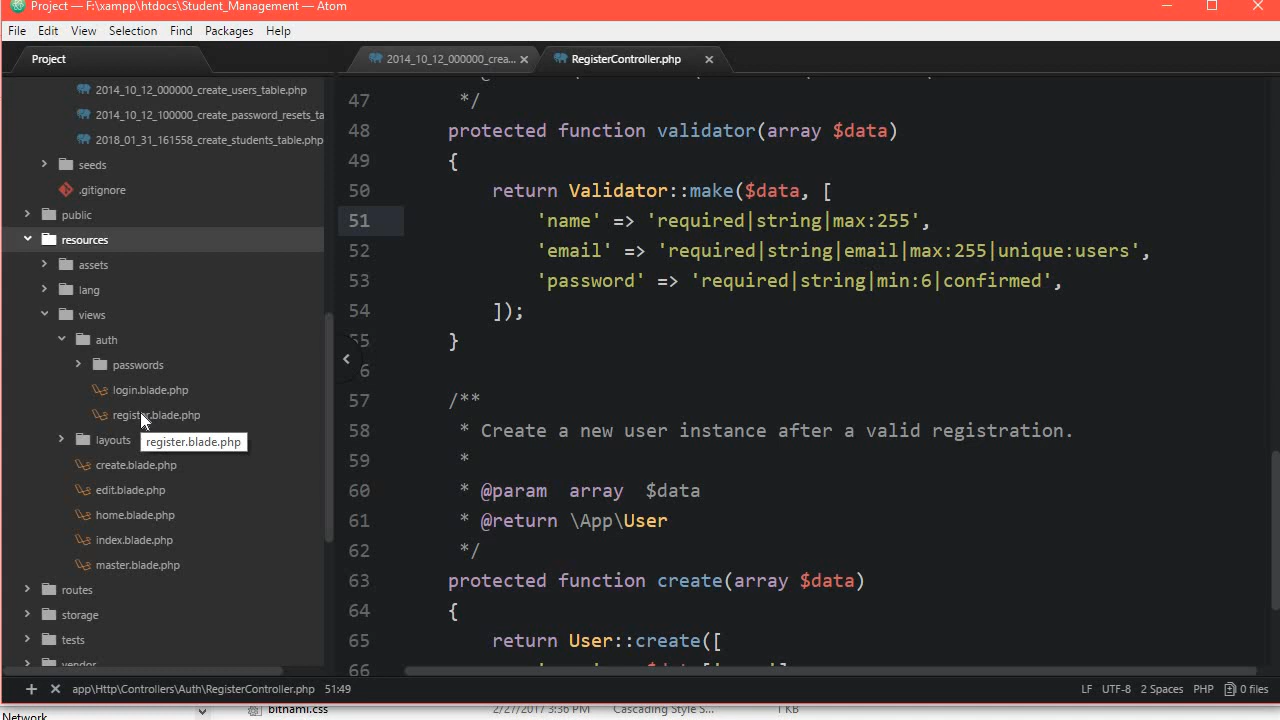 Project — F:\xampp\htdocs\Student_Management — Atom
File Edit View Selection Find Packages Help
Project
2014_10_12_000000_crea...
RegisterController.php
2014_10_12_000000_create_users_table.php
2014_10_12_100000_create_password_resets_ta
2018_01_31_161558_create_students_table.php
seeds
.gitignore
public
resources
assets
lang
views
auth
passwords
login.blade.php
register.blade.php
layouts
register.blade.php
create.blade.php
edit.blade.php
home.blade.php
index.blade.php
master.blade.php
routes
storage
tests
vendor
47 */
48 protected function validator(array $data)
49 {
50 return Validator::make($data, [
51 'name' => 'required|string|max:255',
52 'email' => 'required|string|email|max:255|unique:users',
53 'password' => 'required|string|min:6|confirmed',
54 ]);
55 }
6
57 /**
58 * Create a new user instance after a valid registration.
59 *
60 * @param array $data
61 * @return \App\User
62 */
63 protected function create(array $data)
64 {
65 return User::create([
66
app\Http\Controllers\Auth\RegisterController.php 51:49
LF UTF-8 2 Spaces PHP 0 files
Network
bitnami.css 2/27/2017 3:36 PM Cascading Style S... 1 KB